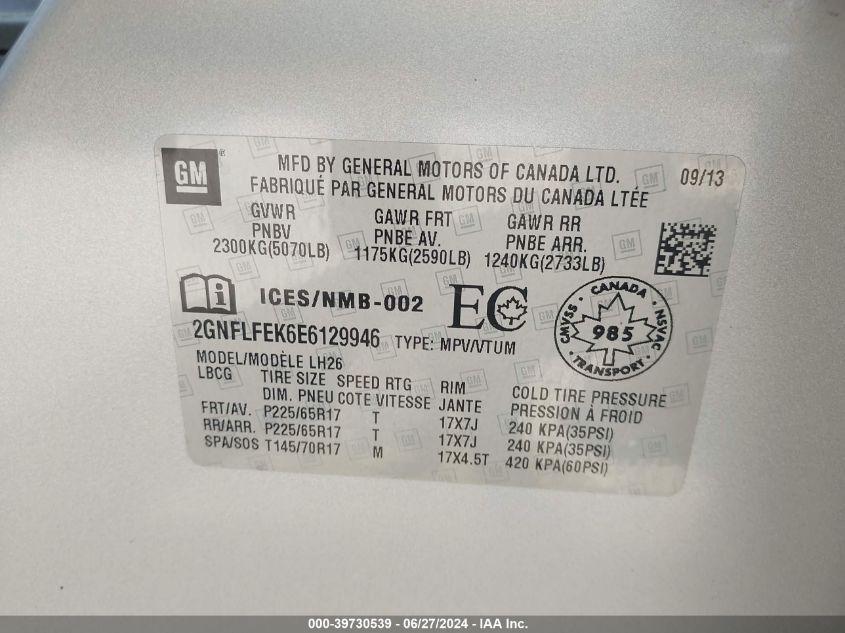 GM
MFD BY GENERAL MOTORS OF CANADA LTD. 09/13
FABRIQUÉ PAR GENERAL MOTORS DU CANADA LTÉE
GVWR GAWR FRT GAWR RR
PNBV PNBE AV. PNBE ARR.
2300KG(5070LB) 1175KG(2590LB) 1240KG(2733LB)
ICES/NMB-002 EC
CANADA
CMVSS 985 NSVAC
TRANSPORT
2GNFLFEK6E6129946 TYPE: MPV/VTUM
MODEL/MODÈLE LH26
LBCG TIRE SIZE SPEED RTG RIM COLD TIRE PRESSURE
DIM. PNEU COTE VITESSE JANTE PRESSION À FROID
FRT/AV. P225/65R17 T 17X7J 240 KPA(35PSI)
RR/ARR. P225/65R17 T 17X7J 240 KPA(35PSI)
SPA/SOS T145/70R17 M 17X4.5T 420 KPA(60PSI)
000-39730539 - 06/27/2024 - IAA Inc.